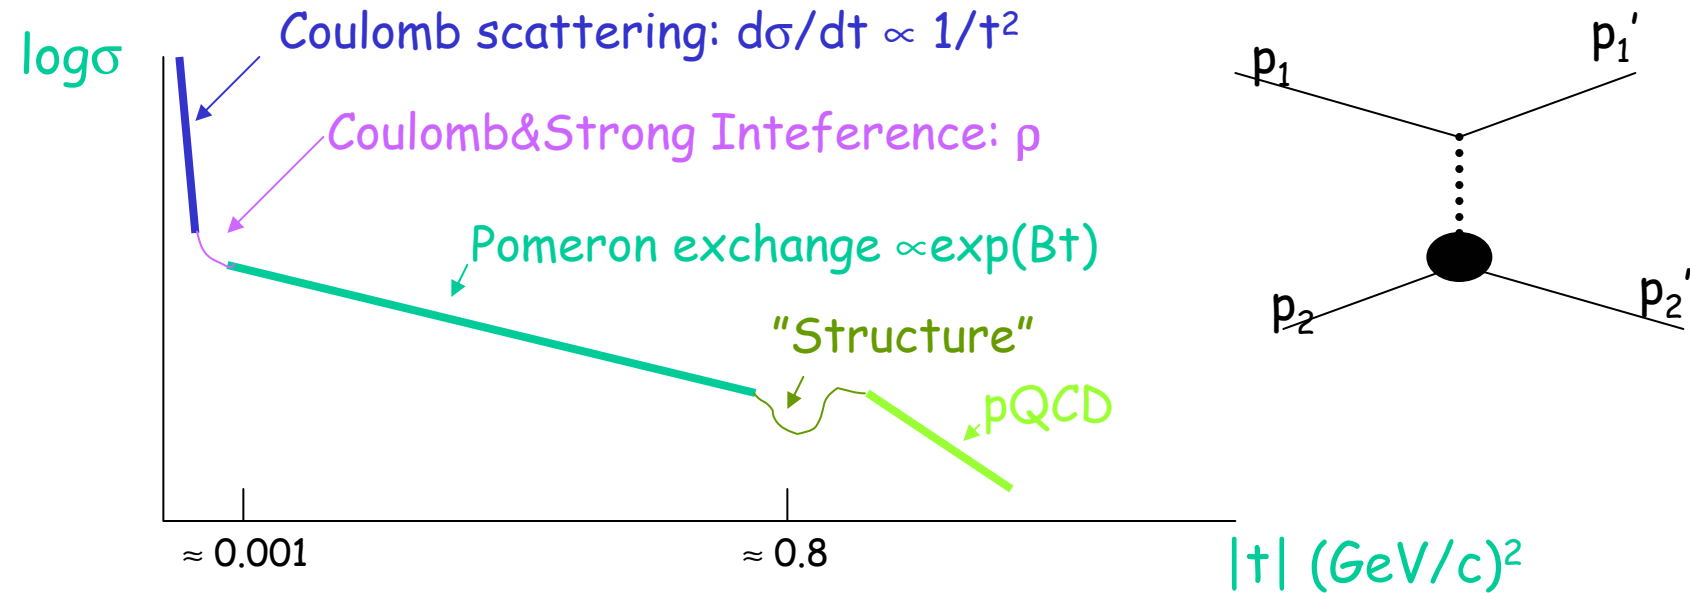 logσ
Coulomb scattering: dσ/dt ∝ 1/t²
Coulomb&Strong Inteference: ρ
Pomeron exchange ∝exp(Bt)
"Structure"
pQCD
≈ 0.001
≈ 0.8
|t| (GeV/c)²
p₁
p₁'
p₂
p₂'